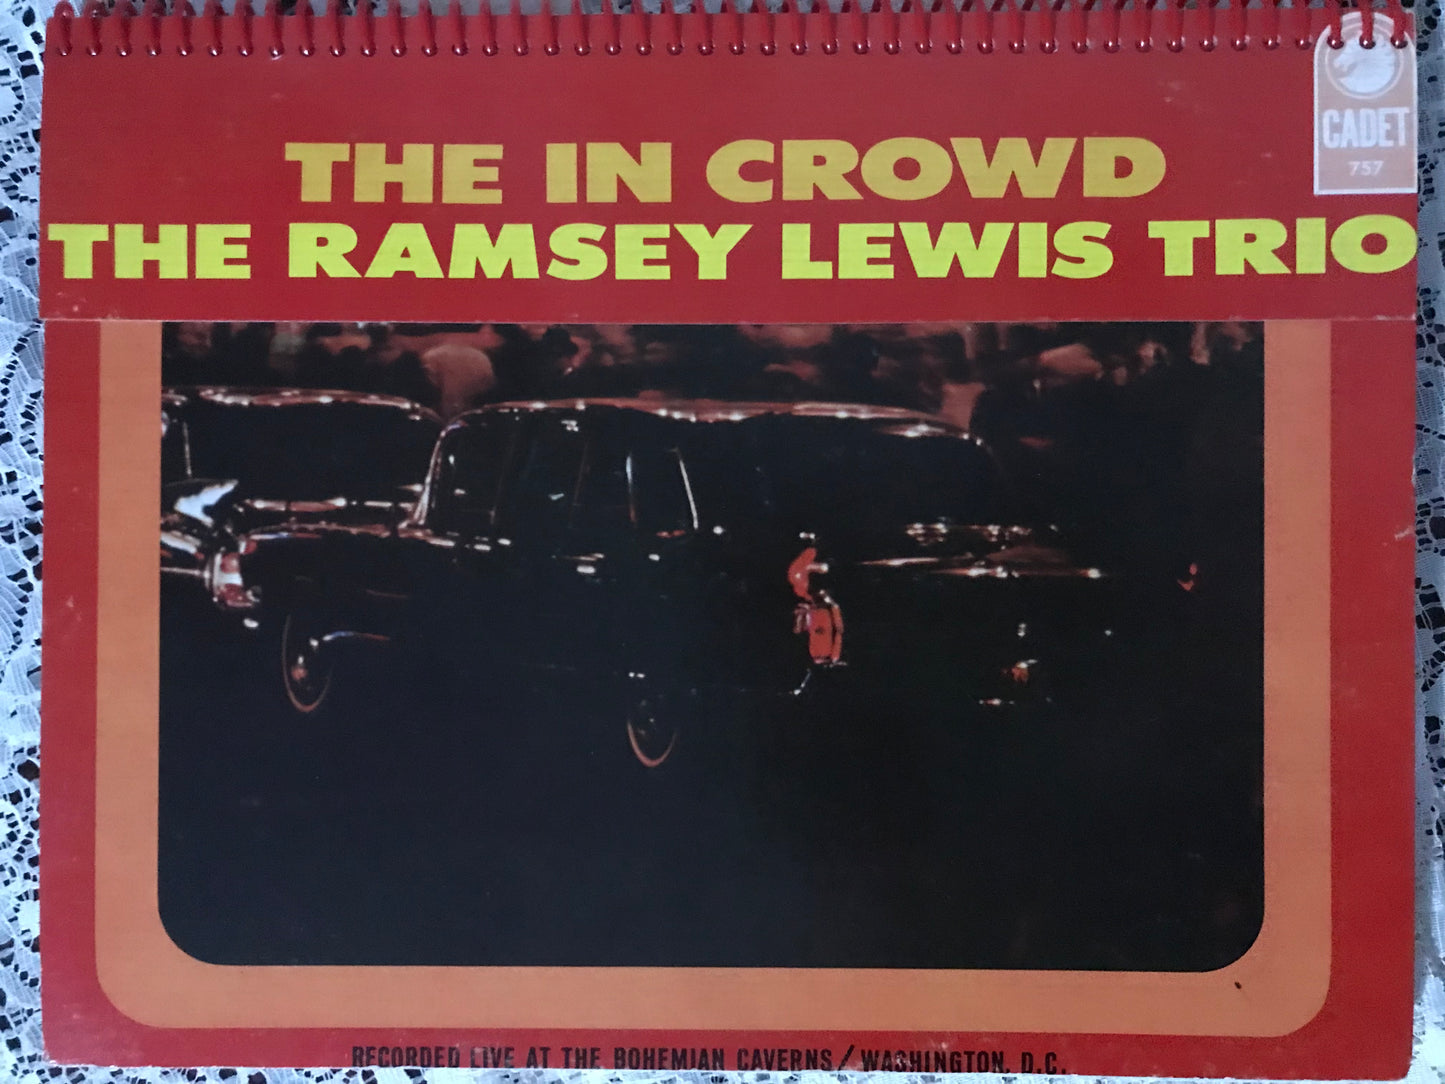 CADET
757
THE IN CROWD
THE RAMSEY LEWIS TRIO
RECORDED LIVE AT THE BOHEMIAN CAVERNS/WASHINGTON, D.C.